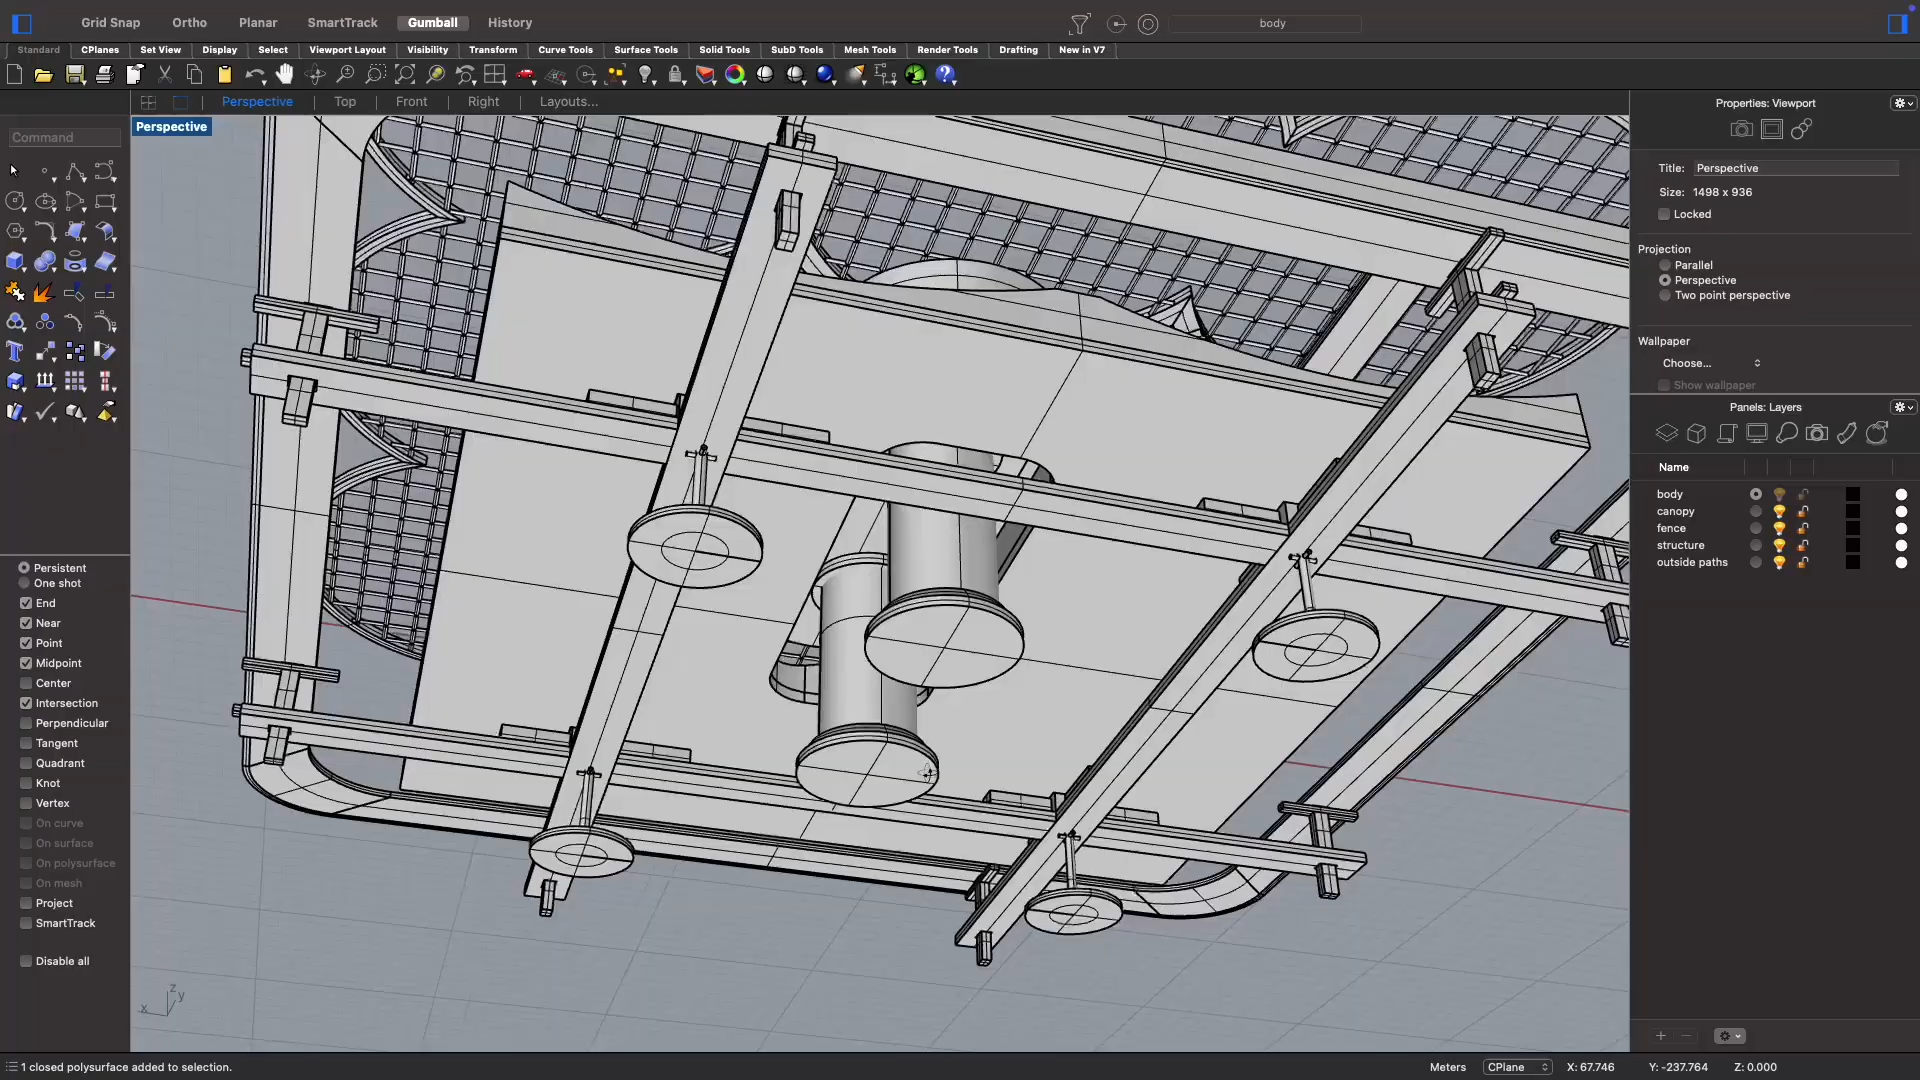 Grid Snap Ortho Planar SmartTrack Gumball History body
Standard CPlanes Set View Display Select Viewport Layout Visibility Transform Curve Tools Surface Tools Solid Tools SubD Tools Mesh Tools Render Tools Drafting New in V7
Perspective Top Front Right Layouts...
Perspective
Command
Persistent
One shot
End
Near
Point
Midpoint
Center
Intersection
Perpendicular
Tangent
Quadrant
Knot
Vertex
On curve
On surface
On polysurface
On mesh
Project
SmartTrack
Disable all
z
y
x
Properties: Viewport
Title: Perspective
Size: 1498 x 936
Locked
Projection
Parallel
Perspective
Two point perspective
Wallpaper
Choose...
Show wallpaper
Panels: Layers
Name
body
canopy
fence
structure
outside paths
1 closed polysurface added to selection.
Meters CPlane X: 67.746 Y: -237.764 Z: 0.000